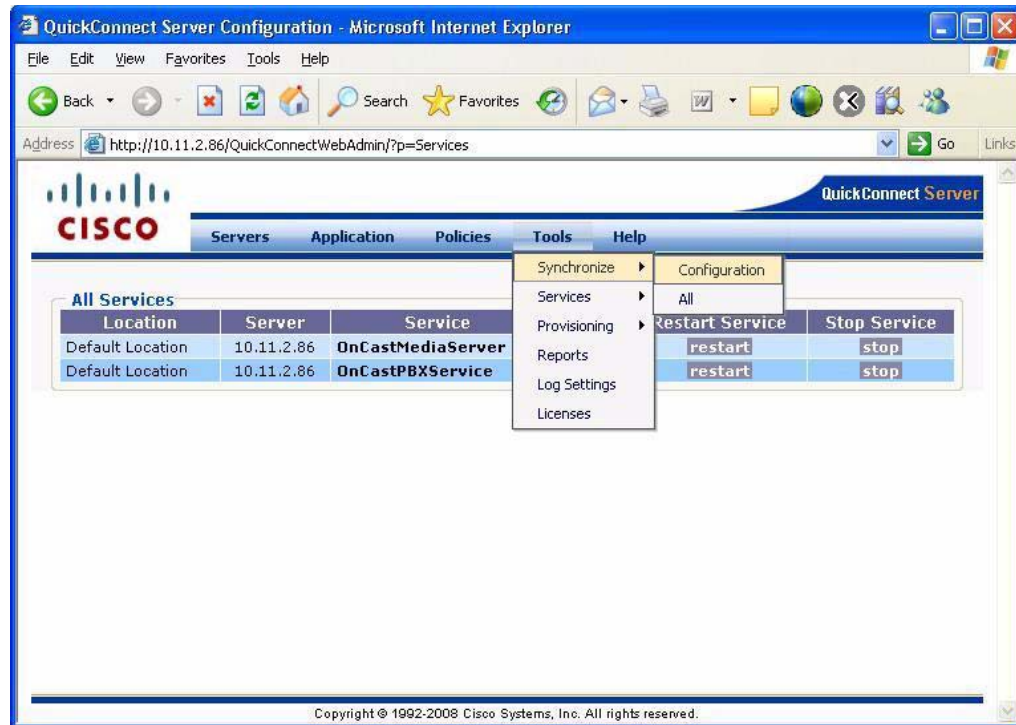 QuickConnect Server Configuration - Microsoft Internet Explorer
File Edit View Favorites Tools Help
Back Search Favorites
Address http://10.11.2.86/QuickConnectWebAdmin/?p=Services Go Links
CISCO
QuickConnect Server
Servers Application Policies Tools Help
Synchronize Configuration
Services All
Provisioning
Reports
Log Settings
Licenses
All Services
Location Server Service Restart Service Stop Service
Default Location 10.11.2.86 OnCastMediaServer restart stop
Default Location 10.11.2.86 OnCastPBXService restart stop
Copyright © 1992-2008 Cisco Systems, Inc. All rights reserved.